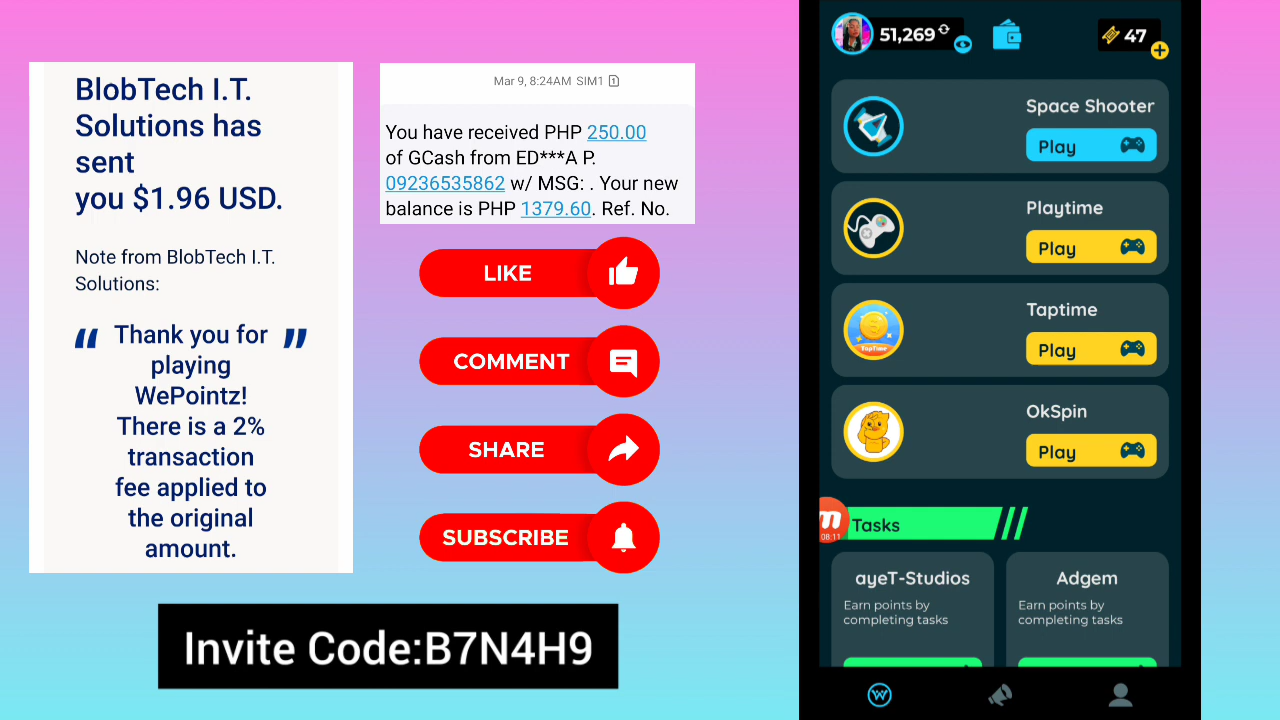 BlobTech I.T.
Solutions has
sent
you $1.96 USD.
Note from BlobTech I.T.
Solutions:
“ Thank you for ”
playing
WePointz!
There is a 2%
transaction
fee applied to
the original
amount.
Mar 9, 8:24AM SIM1 1
You have received PHP 250.00
of GCash from ED***A P.
09236535862 w/ MSG: . Your new
balance is PHP 1379.60. Ref. No.
LIKE
COMMENT
SHARE
SUBSCRIBE
Invite Code:B7N4H9
51,269
47
Space Shooter
Play
Playtime
Play
Taptime
Play
TapTime
OkSpin
Play
m
08:11
Tasks
ayeT-Studios
Earn points by
completing tasks
Adgem
Earn points by
completing tasks
W